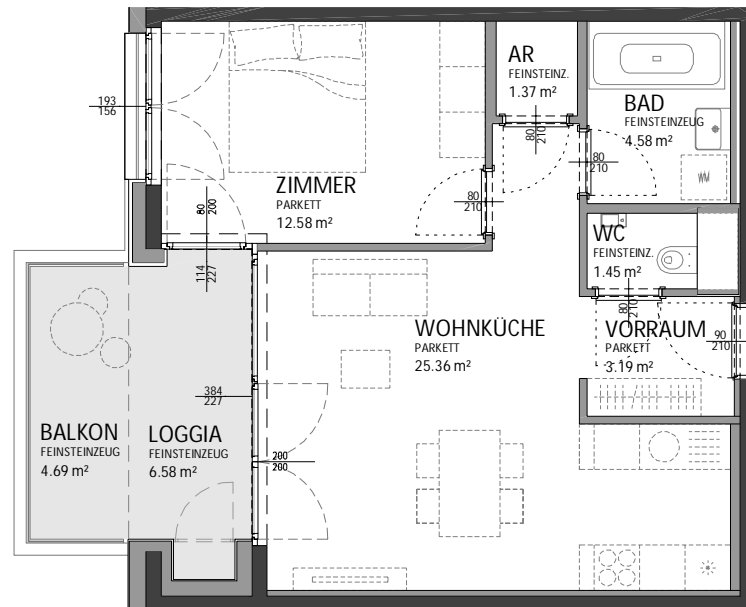 AR
FEINSTEINZ.
1.37 m²
BAD
FEINSTEINZEUG
4.58 m²
193
156
80
210
80
210
ZIMMER
PARKETT
12.58 m²
80
210
80
200
WC
FEINSTEINZ.
1.45 m²
114
227
80
210
WOHNKÜCHE
PARKETT
25.36 m²
VORRAUM
PARKETT
3.19 m²
90
210
384
227
BALKON
FEINSTEINZEUG
4.69 m²
LOGGIA
FEINSTEINZEUG
6.58 m²
200
200